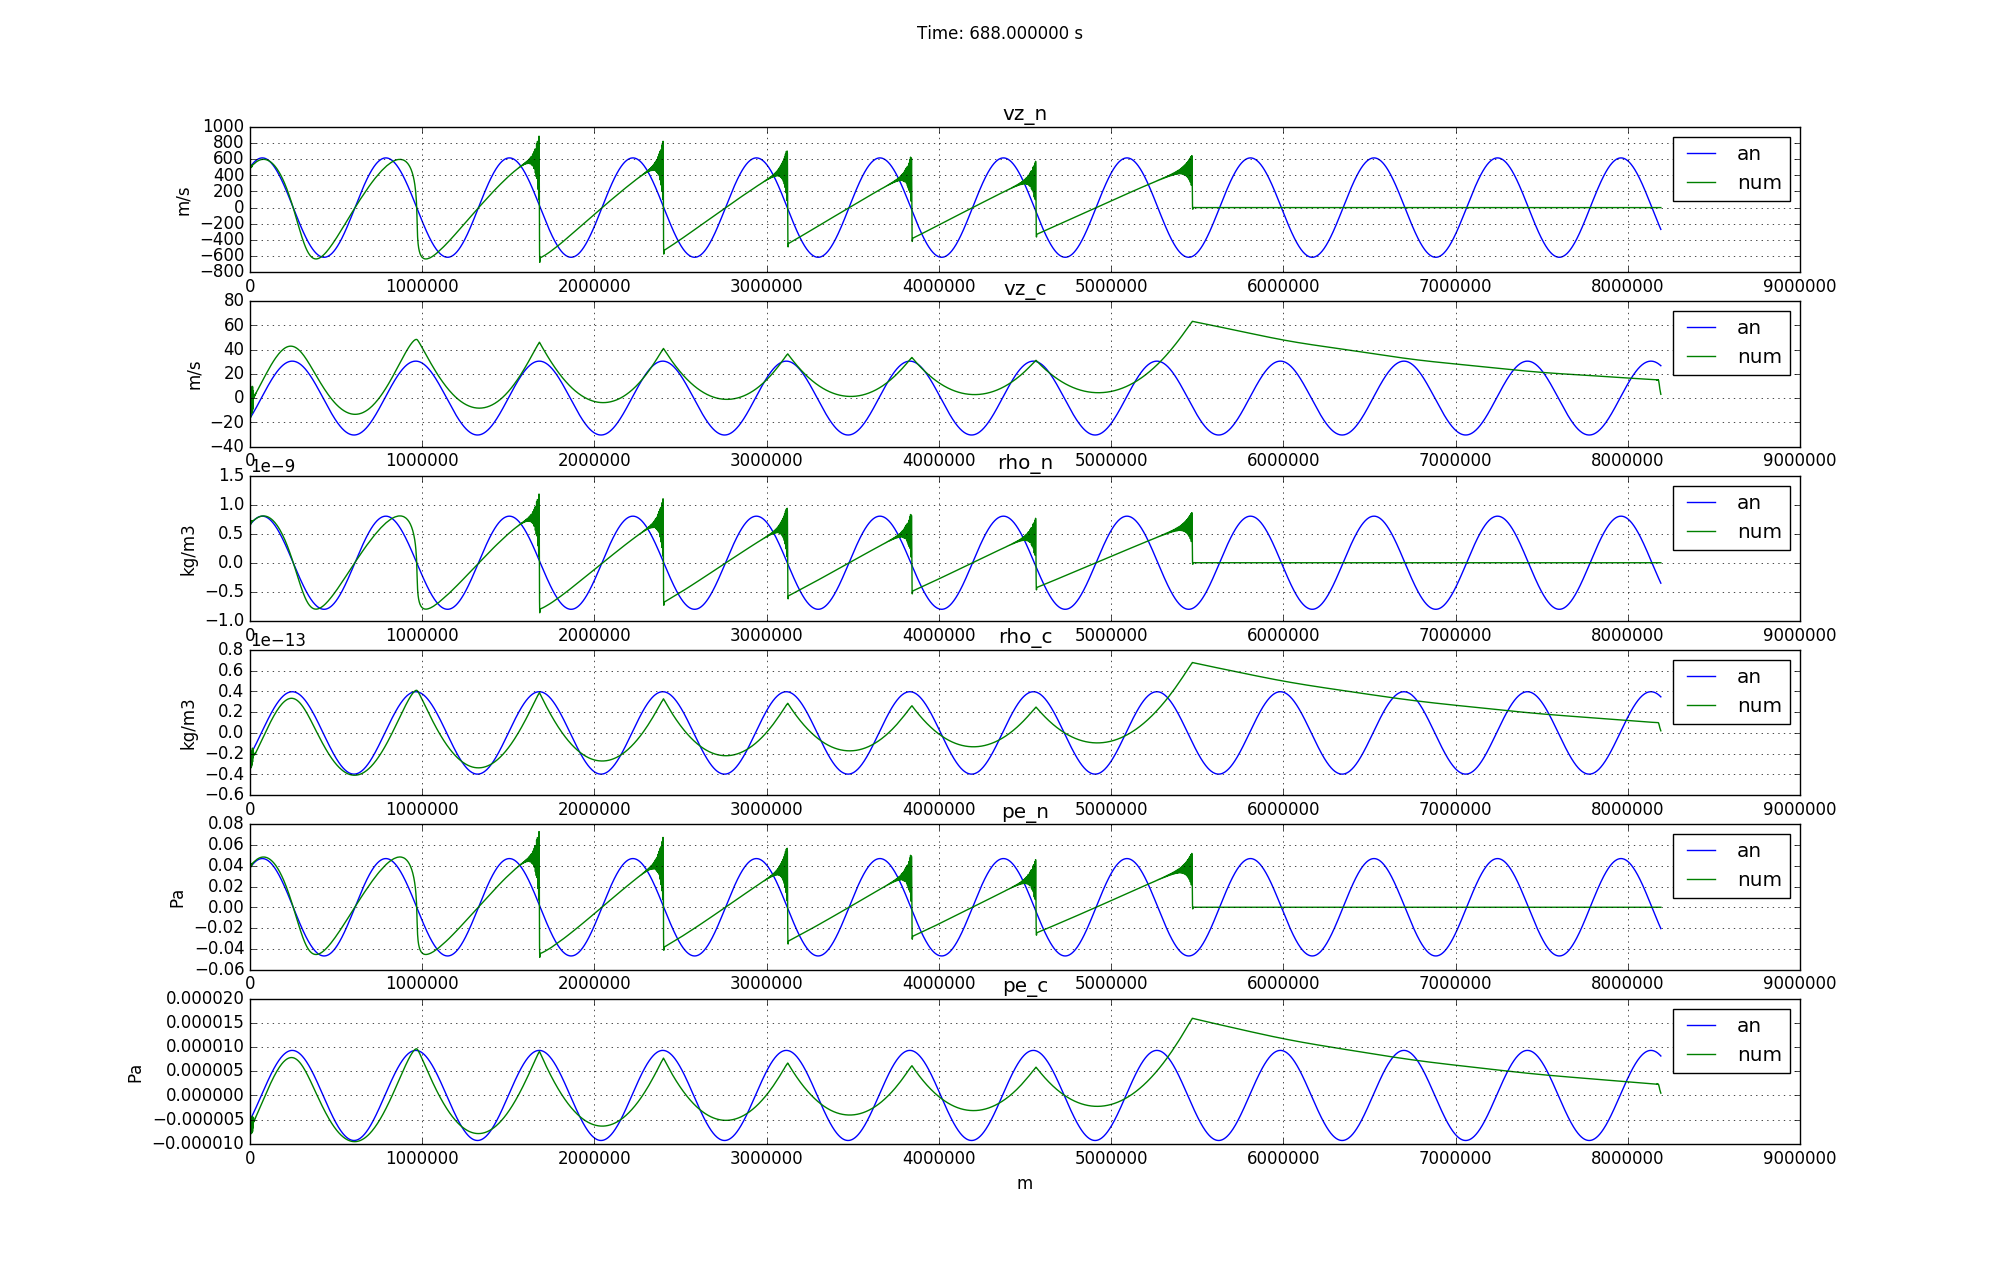 Time: 688.000000 s
vz_n
1000
800
600
400
200
0
−200
−400
−600
−800
m/s
an
num
0 1000000 2000000 3000000 4000000 5000000 6000000 7000000 8000000 9000000
vz_c
80
60
40
20
0
−20
−40
m/s
an
num
0 1000000 2000000 3000000 4000000 5000000 6000000 7000000 8000000 9000000
1e−9
rho_n
1.5
1.0
0.5
0.0
−0.5
−1.0
kg/m3
an
num
0 1000000 2000000 3000000 4000000 5000000 6000000 7000000 8000000 9000000
1e−13
rho_c
0.8
0.6
0.4
0.2
0.0
−0.2
−0.4
−0.6
kg/m3
an
num
0 1000000 2000000 3000000 4000000 5000000 6000000 7000000 8000000 9000000
pe_n
0.08
0.06
0.04
0.02
0.00
−0.02
−0.04
−0.06
Pa
an
num
0 1000000 2000000 3000000 4000000 5000000 6000000 7000000 8000000 9000000
pe_c
0.000020
0.000015
0.000010
0.000005
0.000000
−0.000005
−0.000010
Pa
an
num
0 1000000 2000000 3000000 4000000 5000000 6000000 7000000 8000000 9000000
m